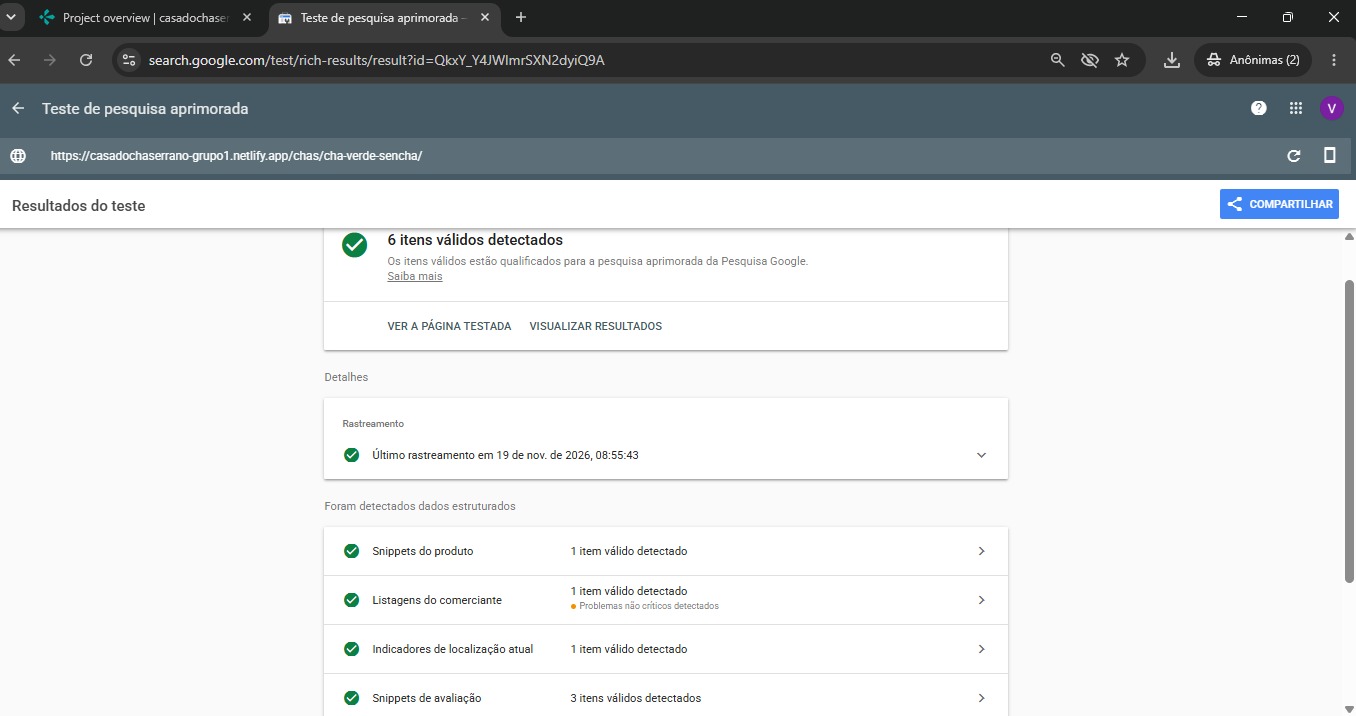 Project overview | casadochaser
Teste de pesquisa aprimorada –
search.google.com/test/rich-results/result?id=QkxY_Y4JWlmrSXN2dyiQ9A
Anônimas (2)
Teste de pesquisa aprimorada
V
https://casadochaserrano-grupo1.netlify.app/chas/cha-verde-sencha/
Resultados do teste
COMPARTILHAR
6 itens válidos detectados
Os itens válidos estão qualificados para a pesquisa aprimorada da Pesquisa Google.
Saiba mais
VER A PÁGINA TESTADA VISUALIZAR RESULTADOS
Detalhes
Rastreamento
Último rastreamento em 19 de nov. de 2026, 08:55:43
Foram detectados dados estruturados
Snippets do produto 1 item válido detectado
Listagens do comerciante 1 item válido detectado
Problemas não críticos detectados
Indicadores de localização atual 1 item válido detectado
Snippets de avaliação 3 itens válidos detectados